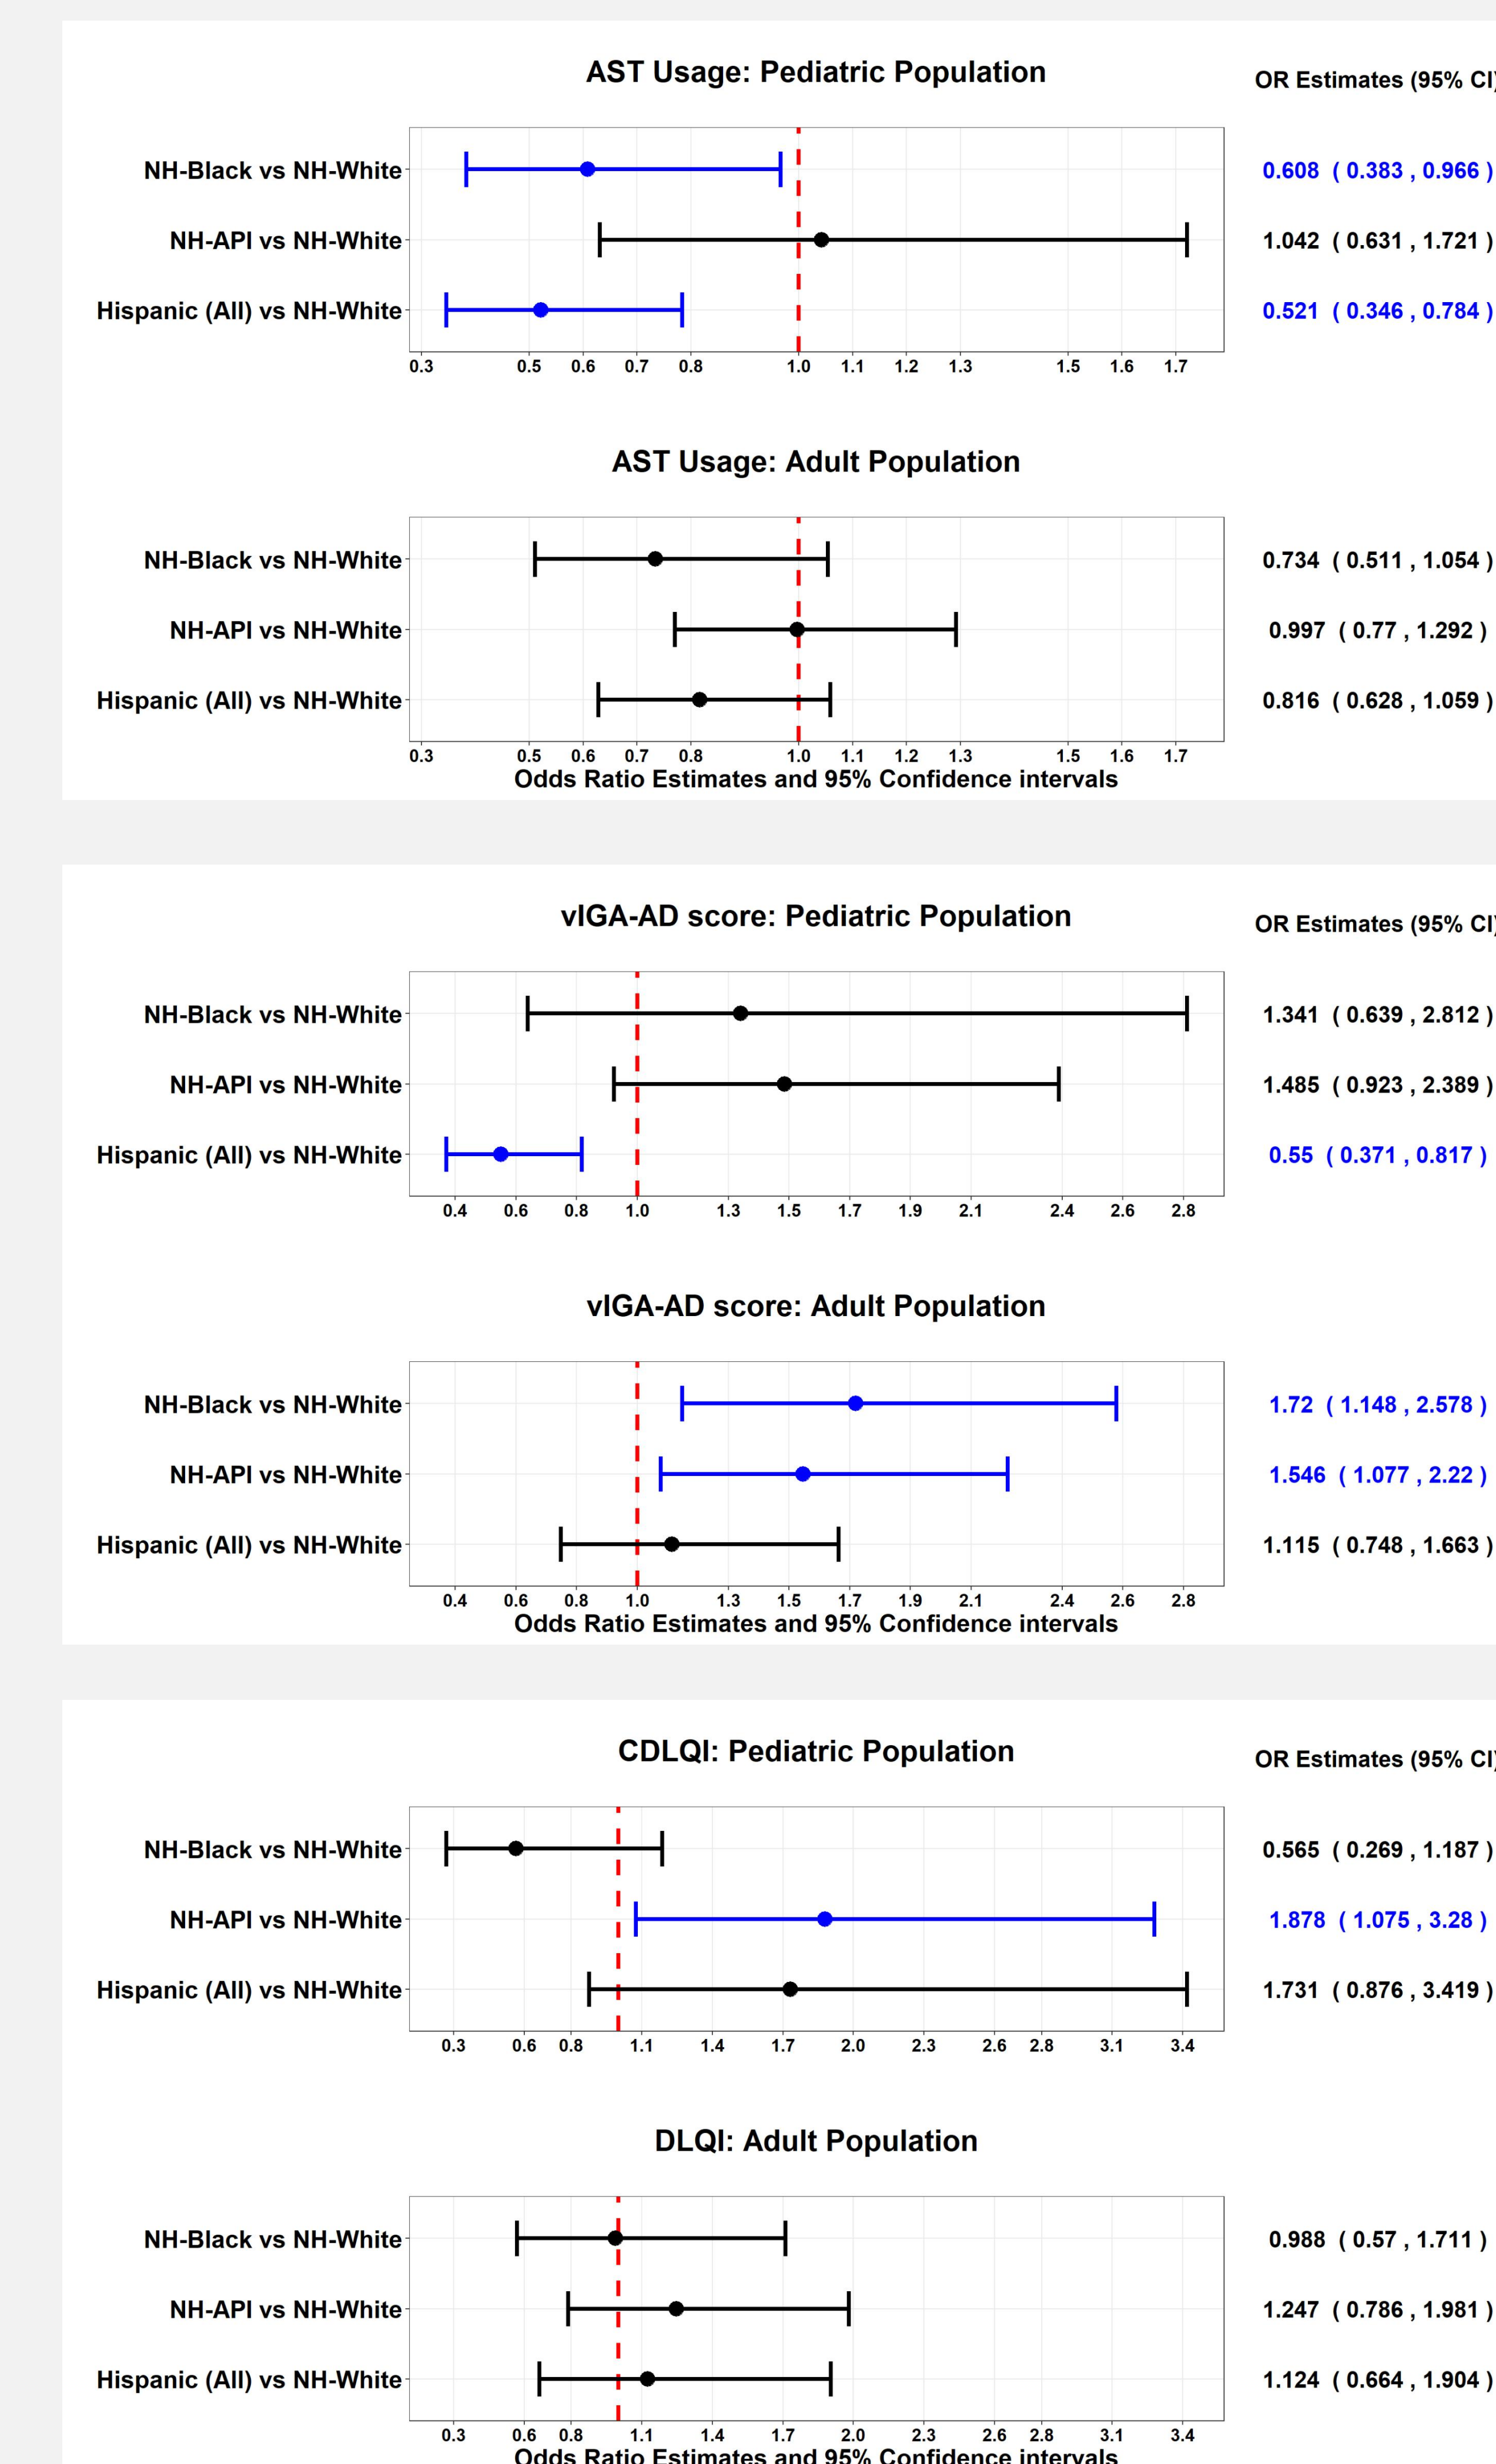 AST Usage: Pediatric Population
OR Estimates (95% CI)
NH-Black vs NH-White
0.608 ( 0.383 , 0.966 )
NH-API vs NH-White
1.042 ( 0.631 , 1.721 )
Hispanic (All) vs NH-White
0.521 ( 0.346 , 0.784 )
0.3 0.5 0.6 0.7 0.8 1.0 1.1 1.2 1.3 1.5 1.6 1.7
AST Usage: Adult Population
NH-Black vs NH-White
0.734 ( 0.511 , 1.054 )
NH-API vs NH-White
0.997 ( 0.77 , 1.292 )
Hispanic (All) vs NH-White
0.816 ( 0.628 , 1.059 )
0.3 0.5 0.6 0.7 0.8 1.0 1.1 1.2 1.3 1.5 1.6 1.7
Odds Ratio Estimates and 95% Confidence intervals
vIGA-AD score: Pediatric Population
OR Estimates (95% CI)
NH-Black vs NH-White
1.341 ( 0.639 , 2.812 )
NH-API vs NH-White
1.485 ( 0.923 , 2.389 )
Hispanic (All) vs NH-White
0.55 ( 0.371 , 0.817 )
0.4 0.6 0.8 1.0 1.3 1.5 1.7 1.9 2.1 2.4 2.6 2.8
vIGA-AD score: Adult Population
NH-Black vs NH-White
1.72 ( 1.148 , 2.578 )
NH-API vs NH-White
1.546 ( 1.077 , 2.22 )
Hispanic (All) vs NH-White
1.115 ( 0.748 , 1.663 )
0.4 0.6 0.8 1.0 1.3 1.5 1.7 1.9 2.1 2.4 2.6 2.8
Odds Ratio Estimates and 95% Confidence intervals
CDLQI: Pediatric Population
OR Estimates (95% CI)
NH-Black vs NH-White
0.565 ( 0.269 , 1.187 )
NH-API vs NH-White
1.878 ( 1.075 , 3.28 )
Hispanic (All) vs NH-White
1.731 ( 0.876 , 3.419 )
0.3 0.6 0.8 1.1 1.4 1.7 2.0 2.3 2.6 2.8 3.1 3.4
DLQI: Adult Population
NH-Black vs NH-White
0.988 ( 0.57 , 1.711 )
NH-API vs NH-White
1.247 ( 0.786 , 1.981 )
Hispanic (All) vs NH-White
1.124 ( 0.664 , 1.904 )
0.3 0.6 0.8 1.1 1.4 1.7 2.0 2.3 2.6 2.8 3.1 3.4
Odds Ratio Estimates and 95% Confidence intervals